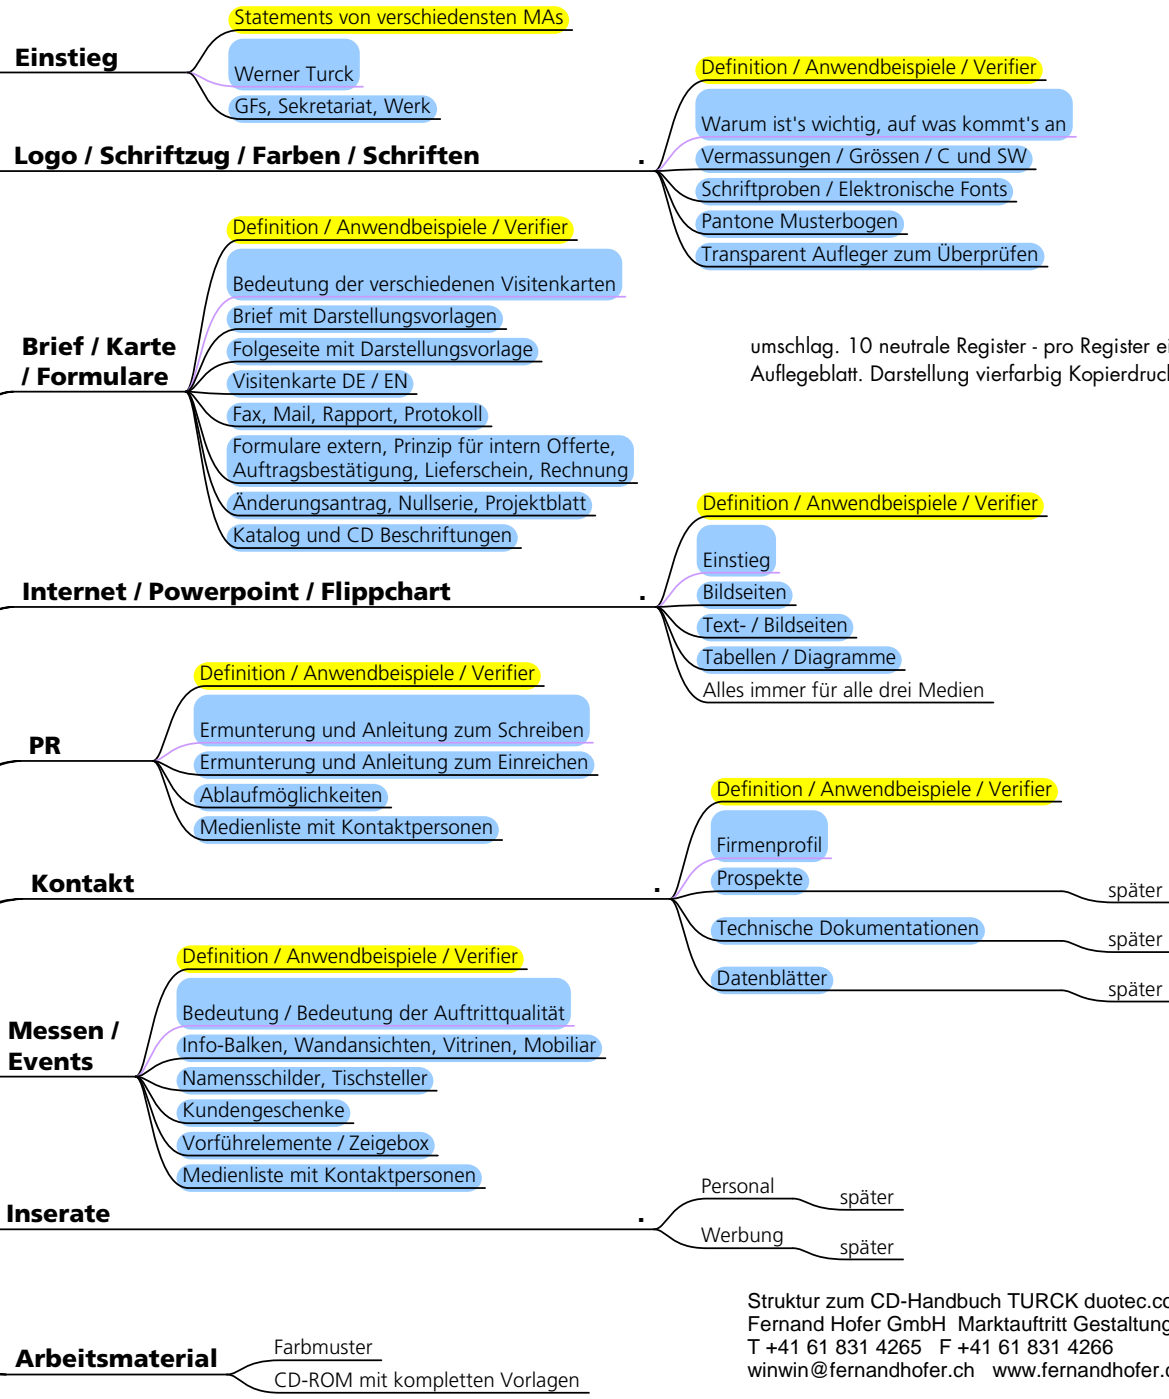 Einstieg
Statements von verschiedensten MAs
Werner Turck
GFs, Sekretariat, Werk
Logo / Schriftzug / Farben / Schriften
.
Definition / Anwendbeispiele / Verifier
Warum ist's wichtig, auf was kommt's an
Vermassungen / Grössen / C und SW
Schriftproben / Elektronische Fonts
Pantone Musterbogen
Transparent Aufleger zum Überprüfen
Brief / Karte
/ Formulare
Definition / Anwendbeispiele / Verifier
Bedeutung der verschiedenen Visitenkarten
Brief mit Darstellungsvorlagen
Folgeseite mit Darstellungsvorlage
Visitenkarte DE / EN
Fax, Mail, Rapport, Protokoll
Formulare extern, Prinzip für intern Offerte,
Auftragsbestätigung, Lieferschein, Rechnung
Änderungsantrag, Nullserie, Projektblatt
Katalog und CD Beschriftungen
umschlag. 10 neutrale Register - pro Register ei
Auflegeblatt. Darstellung vierfarbig Kopierdruck
Internet / Powerpoint / Flippchart
.
Definition / Anwendbeispiele / Verifier
Einstieg
Bildseiten
Text- / Bildseiten
Tabellen / Diagramme
Alles immer für alle drei Medien
PR
Definition / Anwendbeispiele / Verifier
Ermunterung und Anleitung zum Schreiben
Ermunterung und Anleitung zum Einreichen
Ablaufmöglichkeiten
Medienliste mit Kontaktpersonen
Kontakt
.
Definition / Anwendbeispiele / Verifier
Firmenprofil
Prospekte
später
Technische Dokumentationen
später
Datenblätter
später
Messen /
Events
Definition / Anwendbeispiele / Verifier
Bedeutung / Bedeutung der Auftrittqualität
Info-Balken, Wandansichten, Vitrinen, Mobiliar
Namensschilder, Tischsteller
Kundengeschenke
Vorführelemente / Zeigebox
Medienliste mit Kontaktpersonen
Inserate
.
Personal
später
Werbung
später
Arbeitsmaterial
Farbmuster
CD-ROM mit kompletten Vorlagen
Struktur zum CD-Handbuch TURCK duotec.co
Fernand Hofer GmbH Marktauftritt Gestaltung
T +41 61 831 4265 F +41 61 831 4266
winwin@fernandhofer.ch www.fernandhofer.c